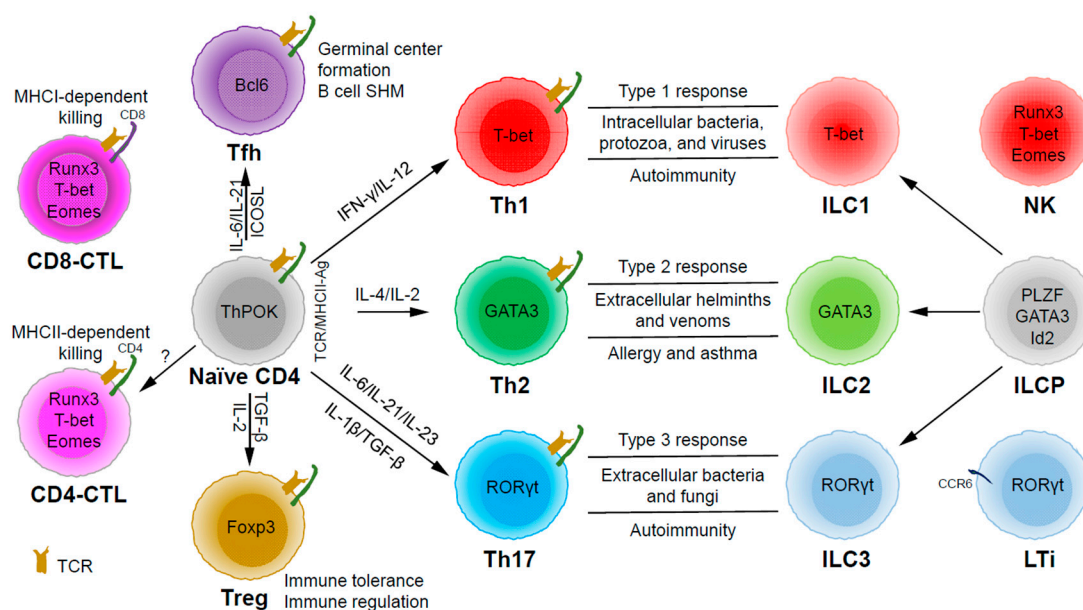 MHCI-dependent
killing
CD8
Runx3
T-bet
Eomes
CD8-CTL
MHCII-dependent
killing
CD4
Runx3
T-bet
Eomes
CD4-CTL
TCR
Bcl6
Tfh
Germinal center
formation
B cell SHM
IL-6/IL-21
ICOSL
ThPOK
Naïve CD4
TCR/MHCII-Ag
?
TGF-β
IL-2
Foxp3
Treg
Immune tolerance
Immune regulation
IFN-γ/IL-12
IL-4/IL-2
IL-6/IL-21/IL-23
IL-1β/TGF-β
T-bet
Th1
Type 1 response
Intracellular bacteria,
protozoa, and viruses
Autoimmunity
T-bet
ILC1
Runx3
T-bet
Eomes
NK
GATA3
Th2
Type 2 response
Extracellular helminths
and venoms
Allergy and asthma
GATA3
ILC2
PLZF
GATA3
Id2
ILCP
RORγt
Th17
Type 3 response
Extracellular bacteria
and fungi
Autoimmunity
RORγt
ILC3
CCR6
RORγt
LTi